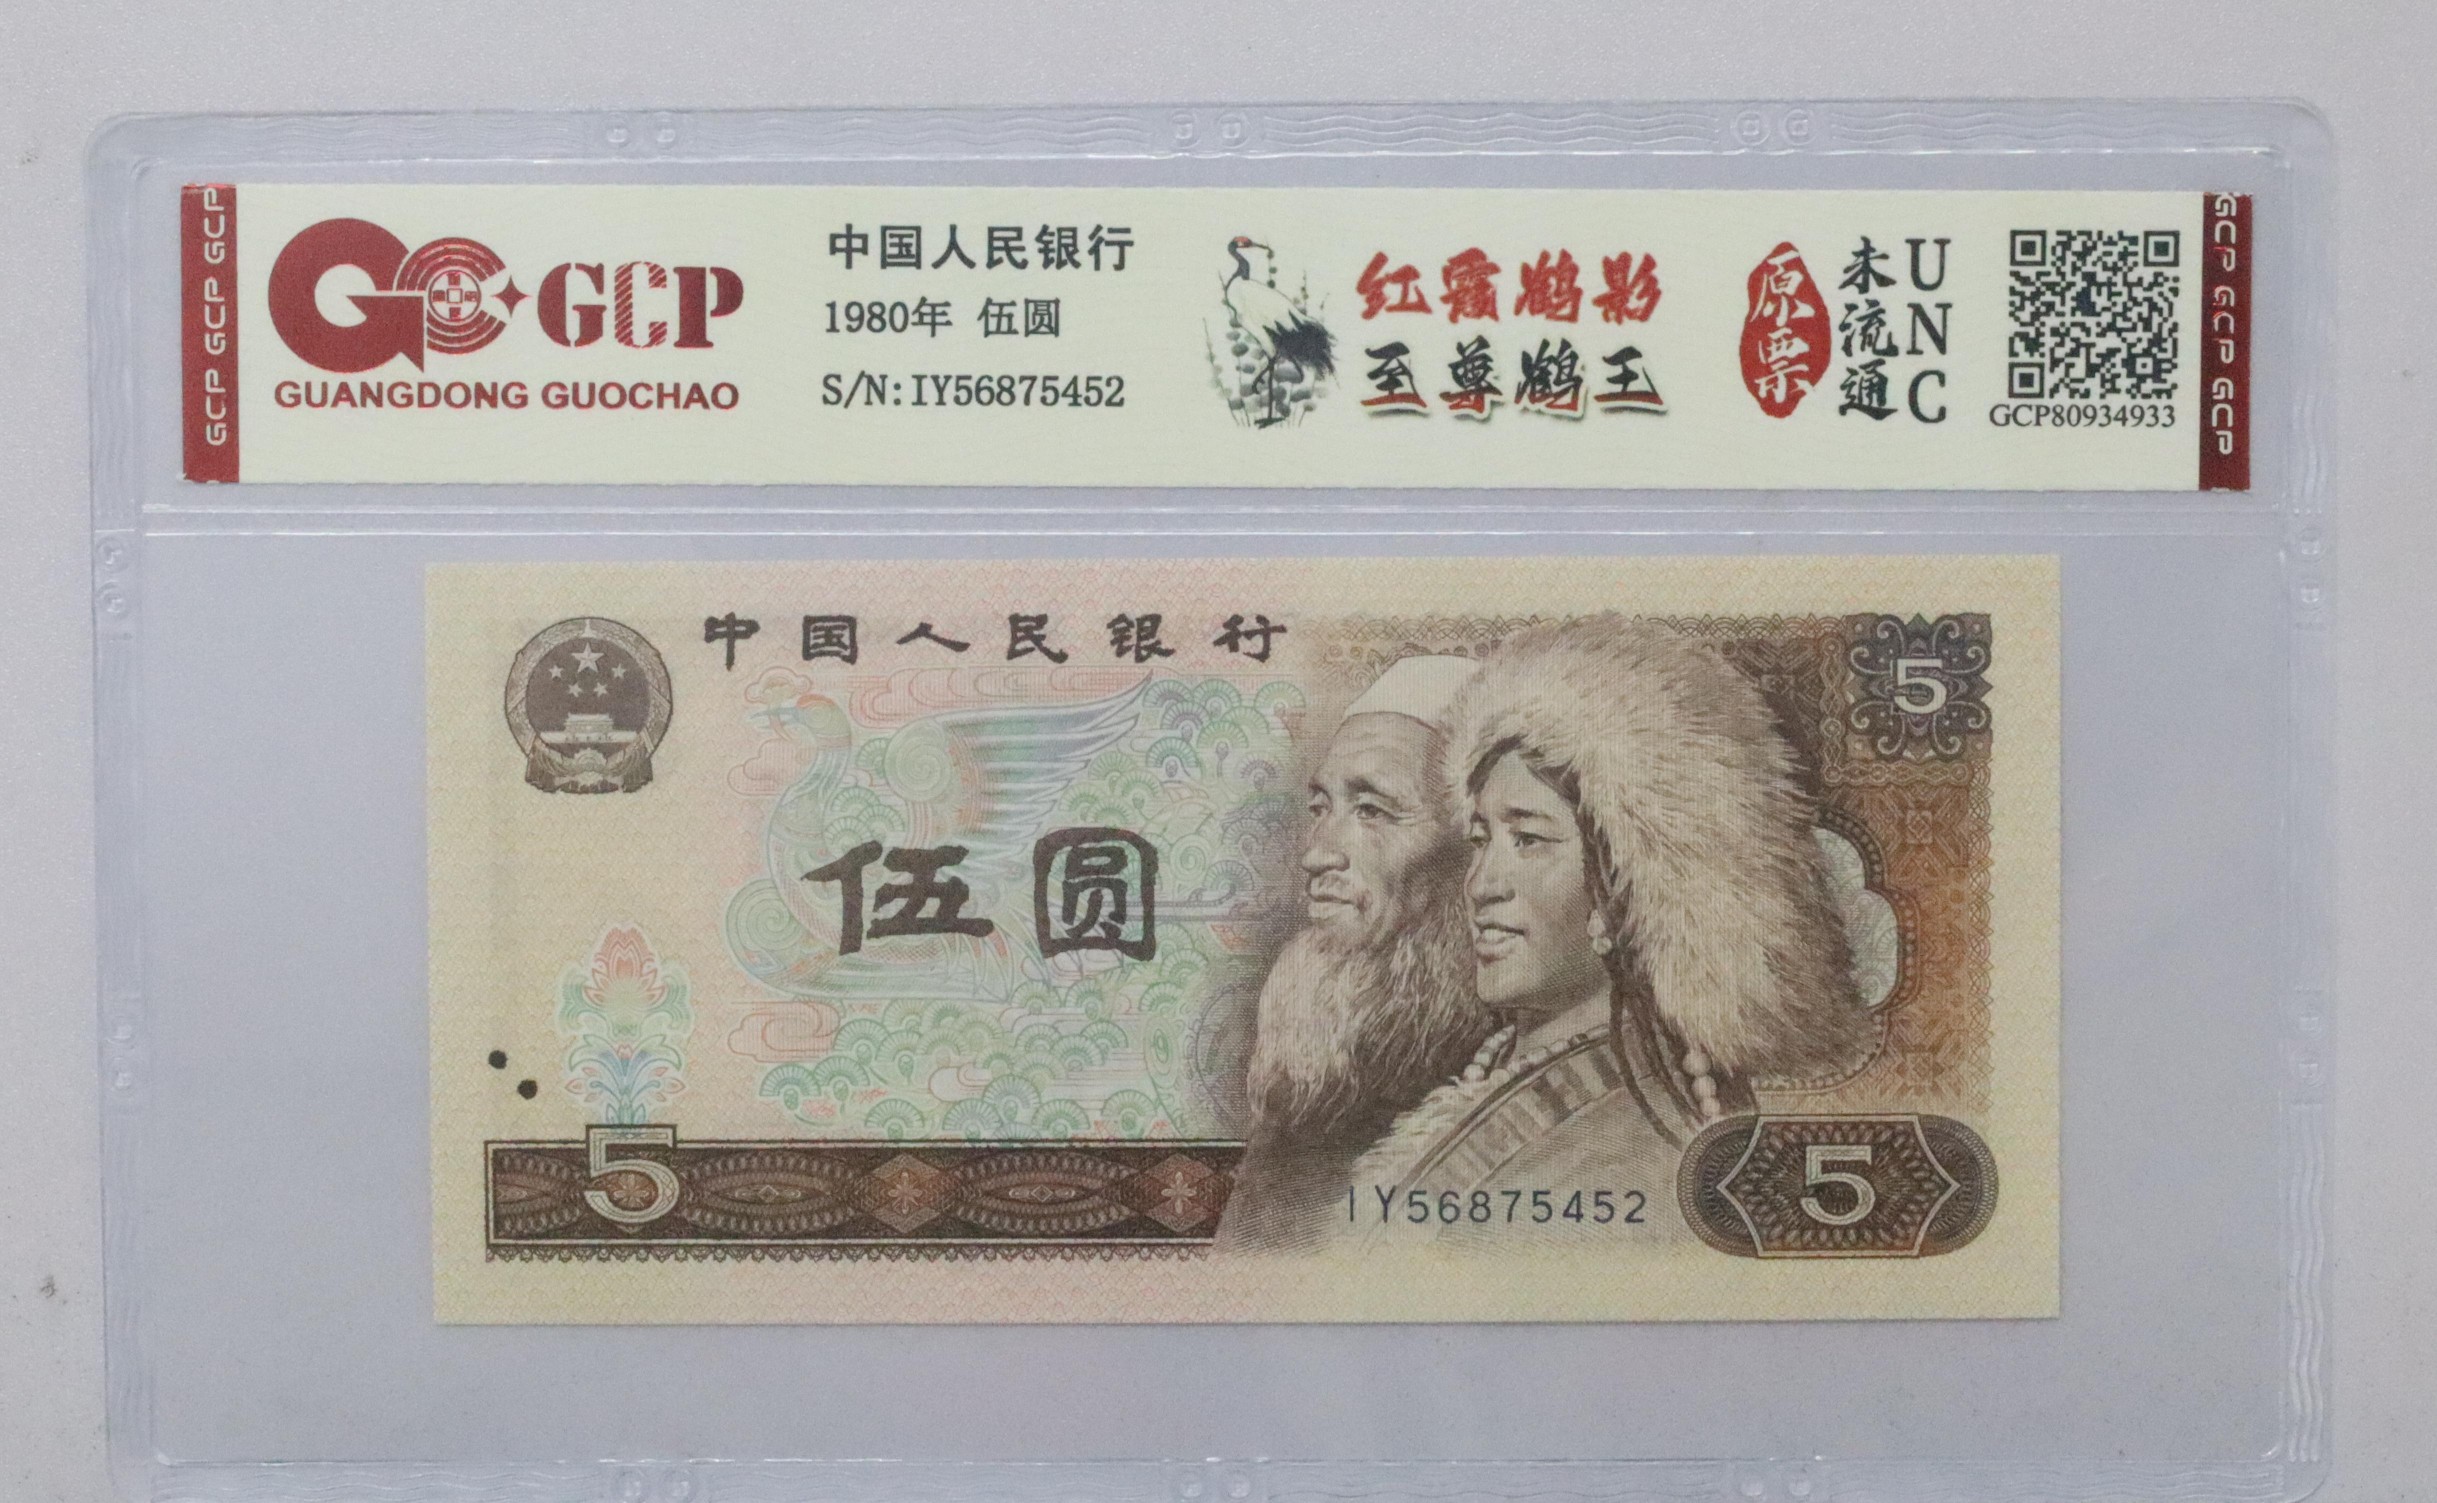 GCP GCP GCP
GCP
GUANGDONG GUOCHAO
中国人民银行
1980年 伍圆
S/N:IY56875452
红霞鹤影
至尊鹤王
原票
未流通
UNC
GCP80934933
GCP GCP GCP
中国人民银行
5
伍圆
5
IY56875452
5